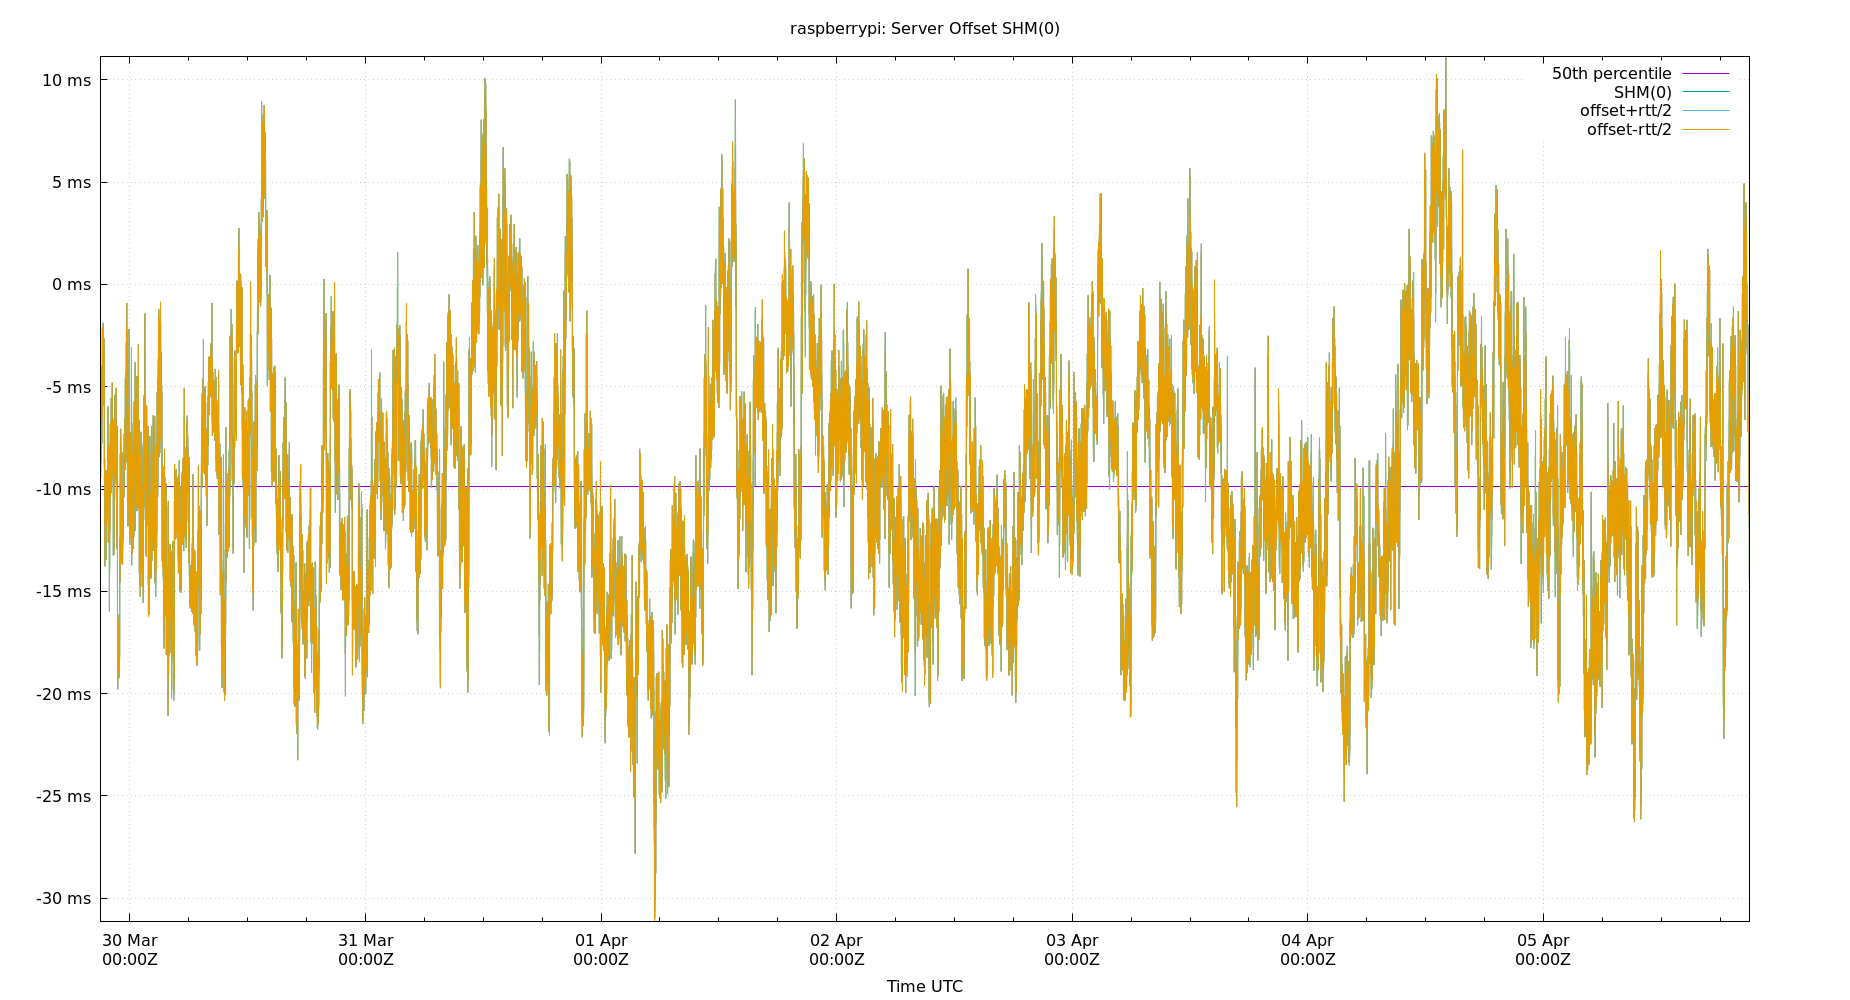 raspberrypi: Server Offset SHM(0)
50th percentile
SHM(0)
offset+rtt/2
offset-rtt/2
10 ms
5 ms
0 ms
-5 ms
-10 ms
-15 ms
-20 ms
-25 ms
-30 ms
30 Mar 31 Mar 01 Apr 02 Apr 03 Apr 04 Apr 05 Apr
00:00Z 00:00Z 00:00Z 00:00Z 00:00Z 00:00Z 00:00Z
Time UTC